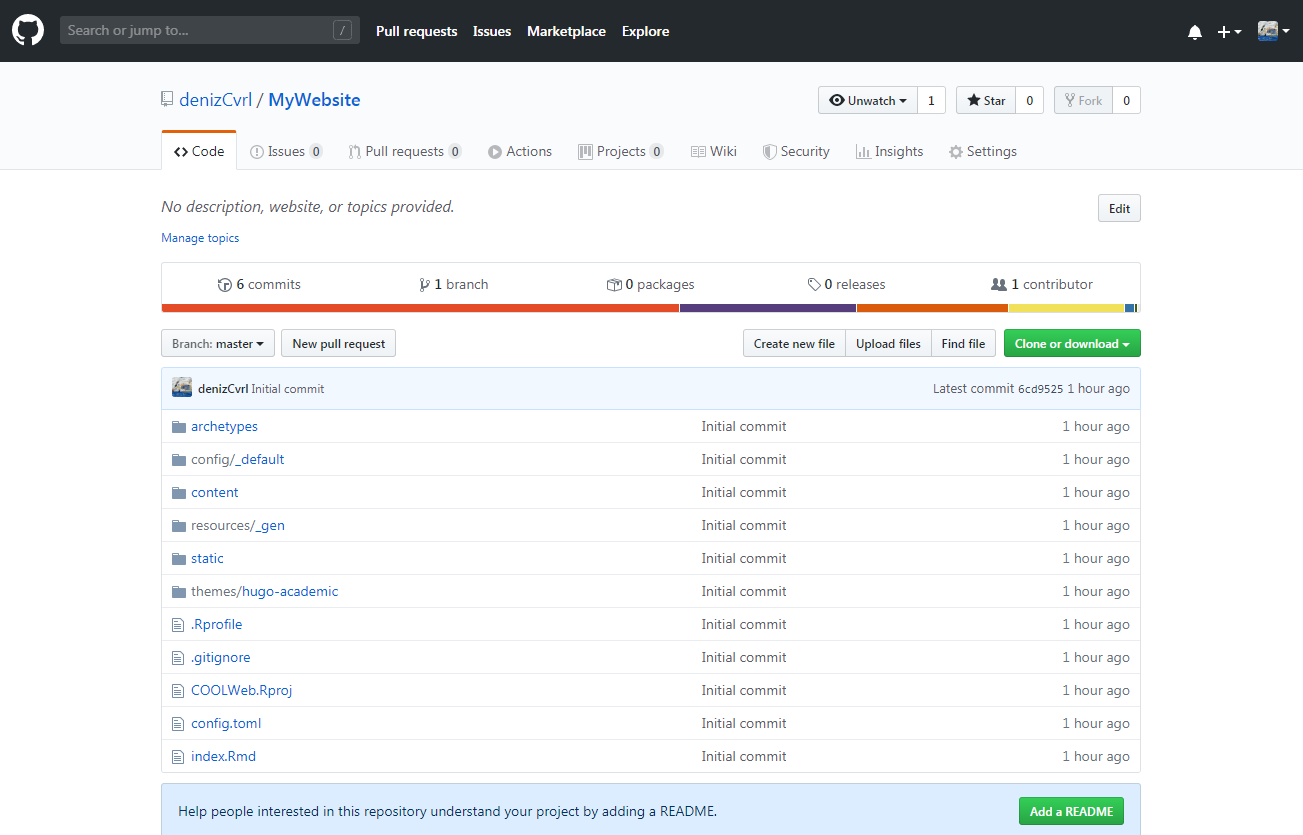 Search or jump to... / Pull requests Issues Marketplace Explore
denizCvrl / MyWebsite Unwatch 1 Star 0 Fork 0
Code Issues 0 Pull requests 0 Actions Projects 0 Wiki Security Insights Settings
No description, website, or topics provided. Edit
Manage topics
6 commits 1 branch 0 packages 0 releases 1 contributor
Branch: master New pull request Create new file Upload files Find file Clone or download
denizCvrl Initial commit Latest commit 6cd9525 1 hour ago
archetypes Initial commit 1 hour ago
config/_default Initial commit 1 hour ago
content Initial commit 1 hour ago
resources/_gen Initial commit 1 hour ago
static Initial commit 1 hour ago
themes/hugo-academic Initial commit 1 hour ago
.Rprofile Initial commit 1 hour ago
.gitignore Initial commit 1 hour ago
COOLWeb.Rproj Initial commit 1 hour ago
config.toml Initial commit 1 hour ago
index.Rmd Initial commit 1 hour ago
Help people interested in this repository understand your project by adding a README. Add a README